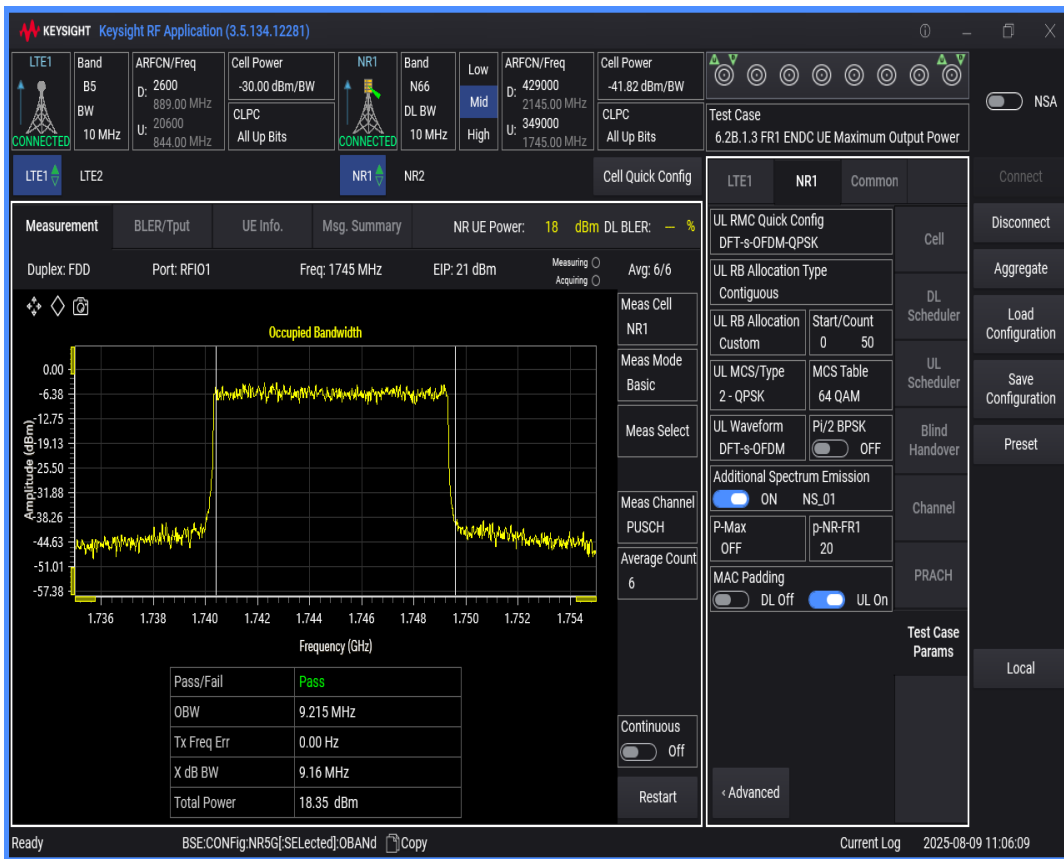 KEYSIGHT Keysight RF Application (3.5.134.12281)
LTE1 Band ARFCN/Freq Cell Power NR1 Band Low ARFCN/Freq Cell Power
B5 D: 2600 -30.00 dBm/BW N66 D: 429000 -41.82 dBm/BW
889.00 MHz 2145.00 MHz
BW CLPC DL BW Mid CLPC Test Case
NSA
U: 20600 U: 349000
CONNECTED 10 MHz 844.00 MHz All Up Bits CONNECTED 10 MHz High 1745.00 MHz All Up Bits 6.2B.1.3 FR1 ENDC UE Maximum Output Power
LTE1 LTE2 NR1 NR2 Cell Quick Config
LTE1 NR1 Common Connect
Measurement BLER/Tput UE Info. Msg. Summary NR UE Power: 18 dBm DL BLER: — %
Duplex: FDD Port: RFIO1 Freq: 1745 MHz EIP: 21 dBm Measuring Avg: 6/6
Acquiring
Occupied Bandwidth
Amplitude (dBm)
0.00
-6.38
-12.75
-19.13
-25.50
-31.88
-38.26
-44.63
-51.01
-57.38
1.736 1.738 1.740 1.742 1.744 1.746 1.748 1.750 1.752 1.754
Frequency (GHz)
Pass/Fail Pass
OBW 9.215 MHz
Tx Freq Err 0.00 Hz
X dB BW 9.16 MHz
Total Power 18.35 dBm
Meas Cell
NR1
Meas Mode
Basic
Meas Select
Meas Channel
PUSCH
Average Count
6
Continuous
Off
Restart
UL RMC Quick Config
DFT-s-OFDM-QPSK
UL RB Allocation Type
Contiguous
UL RB Allocation Start/Count
Custom 0 50
UL MCS/Type MCS Table
2 - QPSK 64 QAM
UL Waveform Pi/2 BPSK
DFT-s-OFDM OFF
Additional Spectrum Emission
ON NS_01
P-Max p-NR-FR1
OFF 20
MAC Padding
DL Off UL On
‹ Advanced
Cell
DL
Scheduler
UL
Scheduler
Blind
Handover
Channel
PRACH
Test Case
Params
Disconnect
Aggregate
Load
Configuration
Save
Configuration
Preset
Local
Ready BSE:CONFig:NR5G[:SELected]:OBANd Copy Current Log 2025-08-09 11:06:09